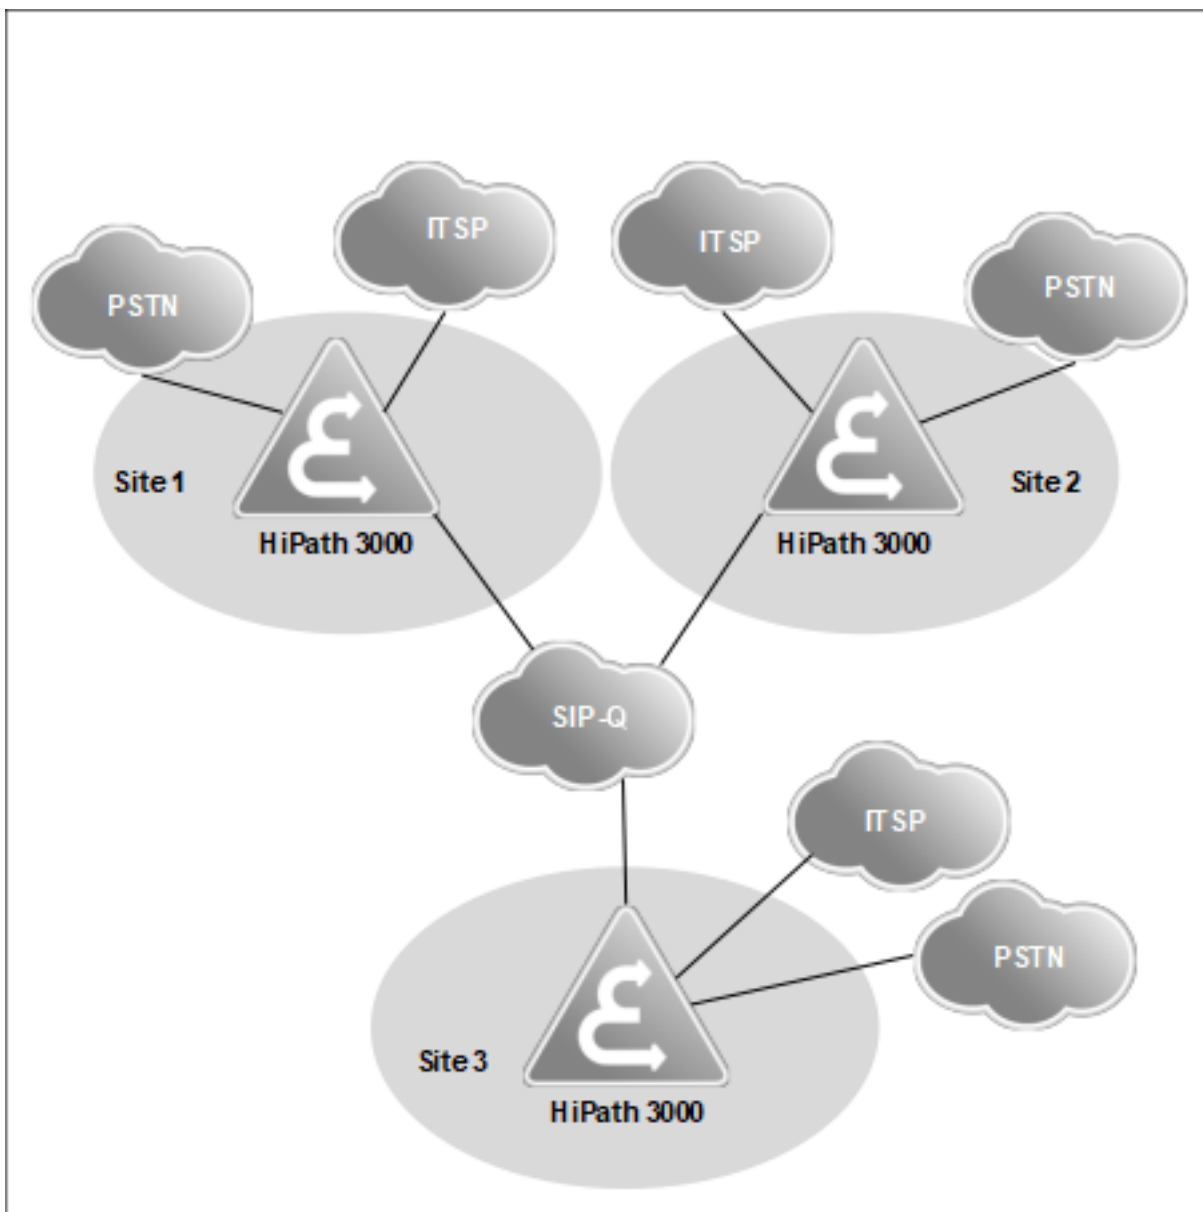 ITSP
ITSP
PSTN
PSTN
Site 1
Site 2
HiPath 3000
HiPath 3000
SIP-Q
ITSP
PSTN
Site 3
HiPath 3000